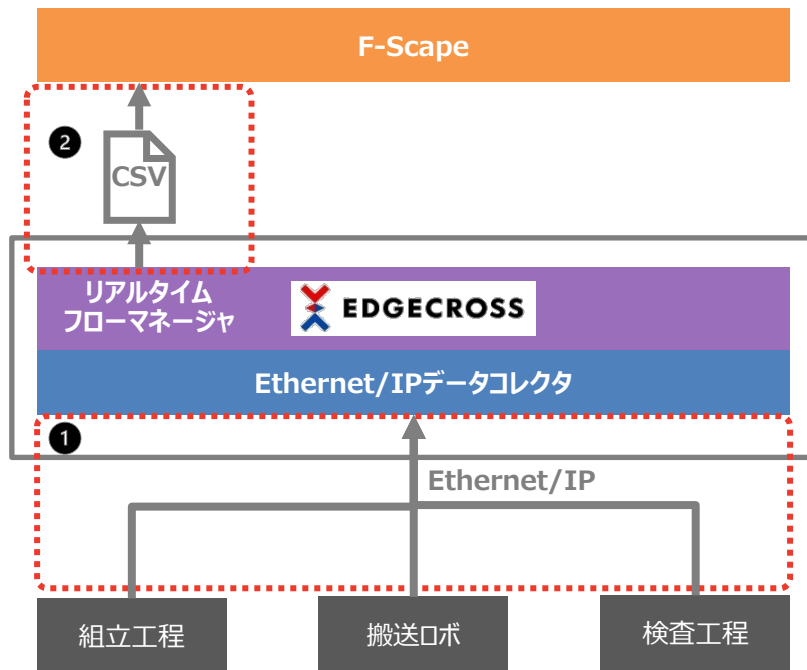 F-Scape
2
CSV
リアルタイム
フローマネージャ
EDGECROSS
Ethernet/IPデータコレクタ
1
Ethernet/IP
組立工程
搬送ロボ
検査工程